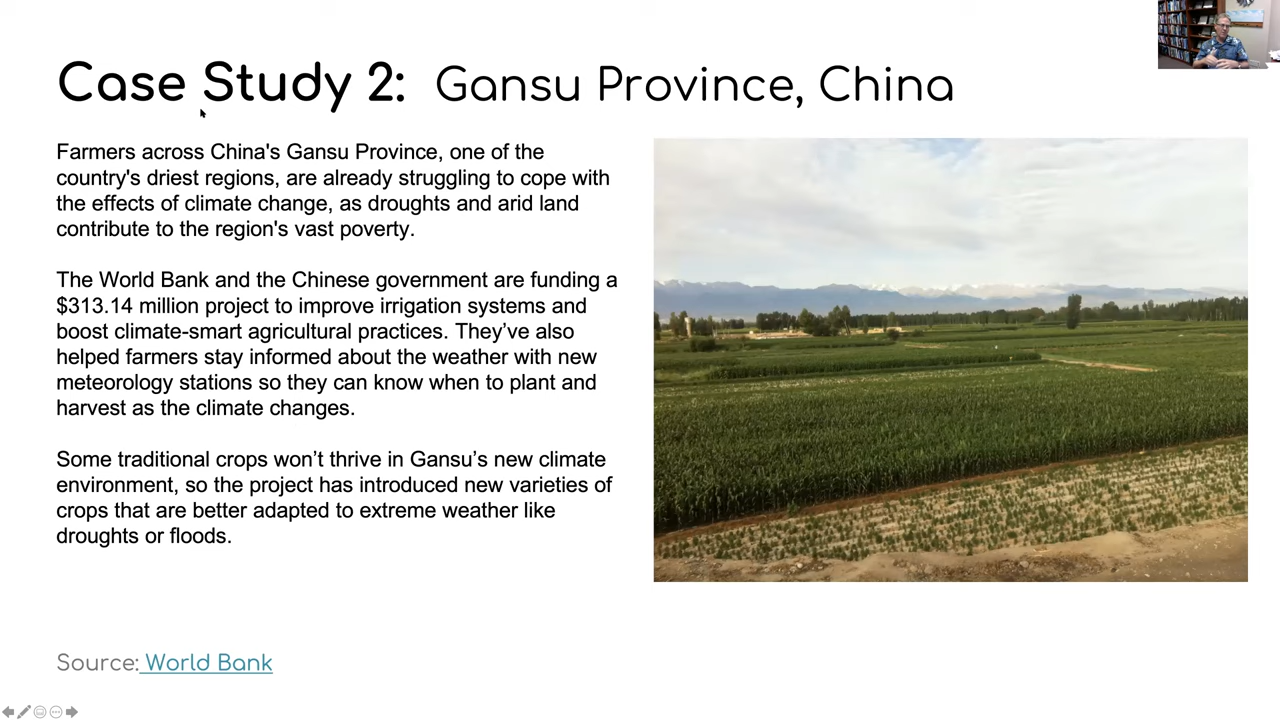 Case Study 2: Gansu Province, China
Farmers across China's Gansu Province, one of the
country's driest regions, are already struggling to cope with
the effects of climate change, as droughts and arid land
contribute to the region's vast poverty.
The World Bank and the Chinese government are funding a
$313.14 million project to improve irrigation systems and
boost climate-smart agricultural practices. They’ve also
helped farmers stay informed about the weather with new
meteorology stations so they can know when to plant and
harvest as the climate changes.
Some traditional crops won’t thrive in Gansu’s new climate
environment, so the project has introduced new varieties of
crops that are better adapted to extreme weather like
droughts or floods.
Source: World Bank